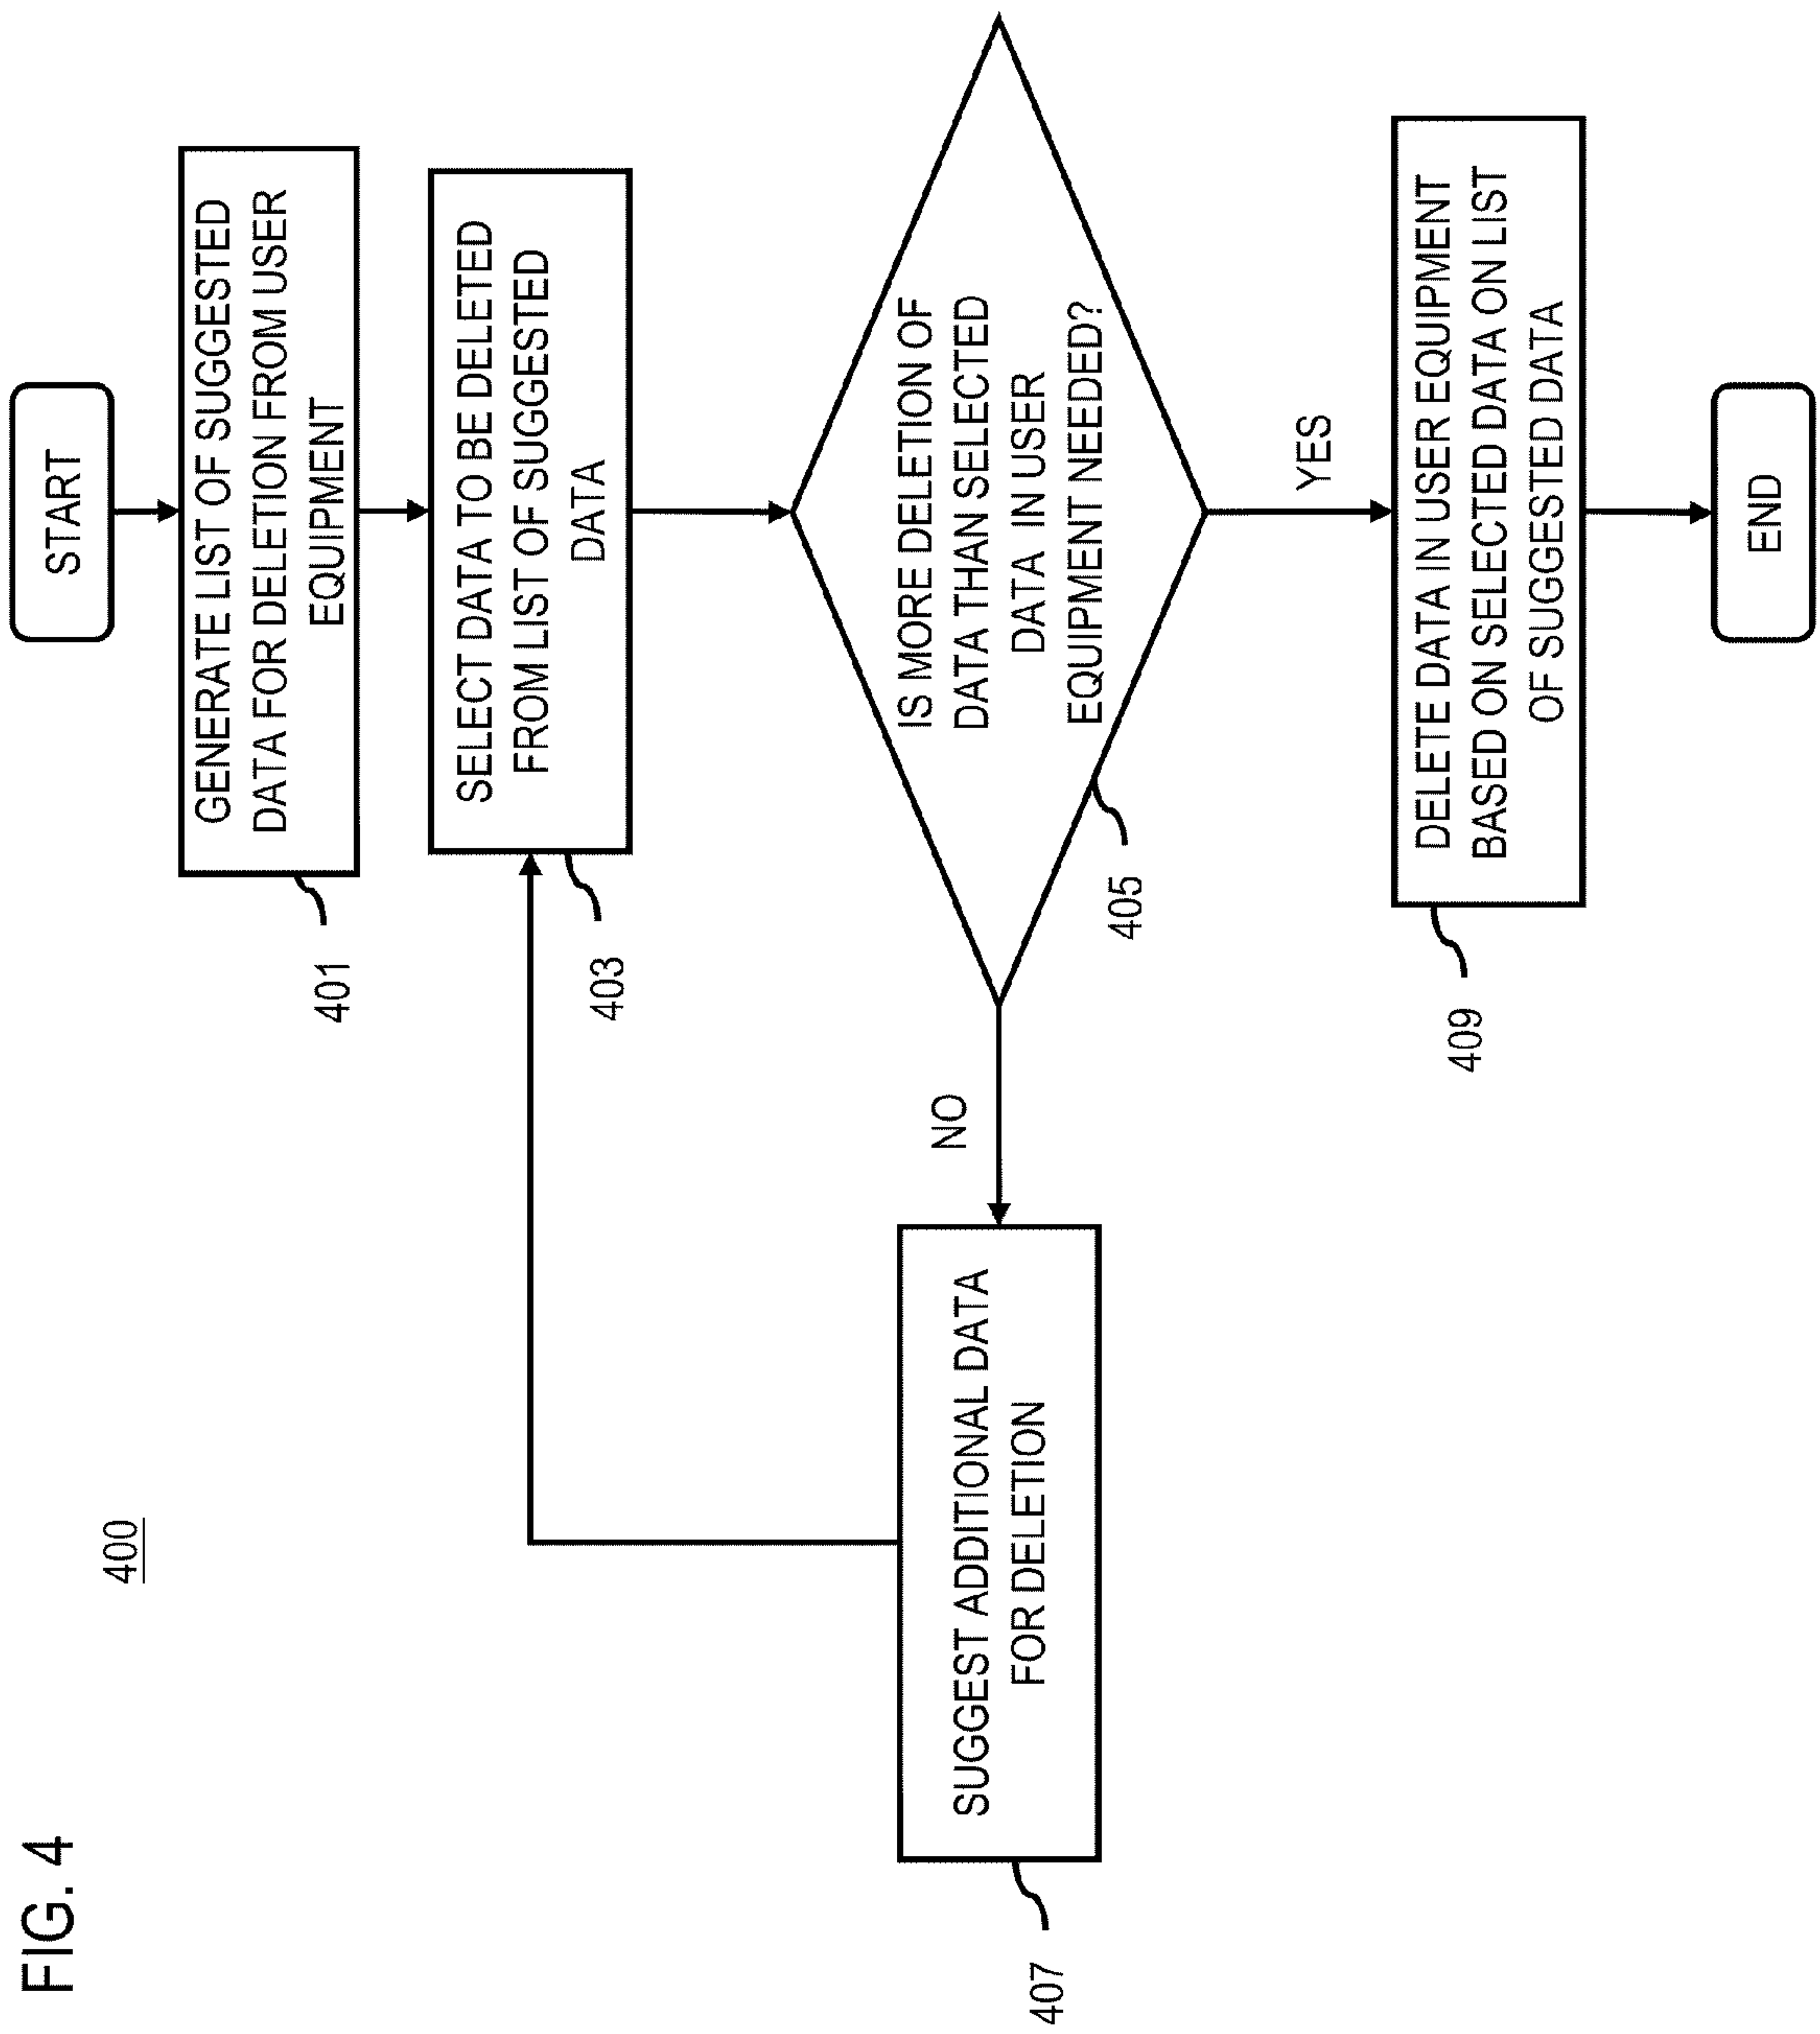 FIG. 4
400
START
GENERATE LIST OF SUGGESTED
DATA FOR DELETION FROM USER
EQUIPMENT
401
SELECT DATA TO BE DELETED
FROM LIST OF SUGGESTED
DATA
403
IS MORE DELETION OF
DATA THAN SELECTED
DATA IN USER
EQUIPMENT NEEDED?
405
NO
SUGGEST ADDITIONAL DATA
FOR DELETION
407
YES
DELETE DATA IN USER EQUIPMENT
BASED ON SELECTED DATA ON LIST
OF SUGGESTED DATA
409
END